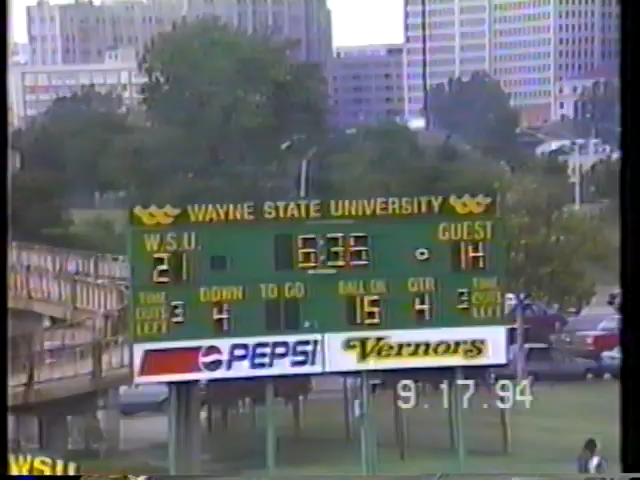 WAYNE STATE UNIVERSITY
W.S.U. GUEST
21 6:36 14
TIME OUTS LEFT 3 DOWN 4 TO GO BALL ON 15 QTR 4 3 TIME OUTS LEFT
PEPSI Vernors
9.17.94
WSU